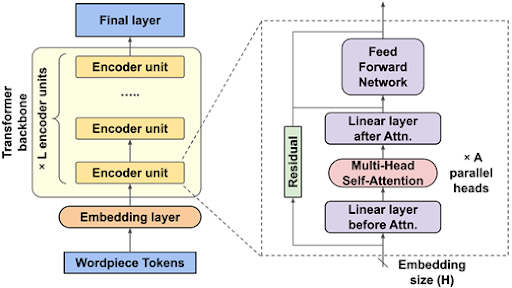 Final layer
Encoder unit
.....
Encoder unit
Encoder unit
Transformer
backbone
× L encoder units
Embedding layer
Wordpiece Tokens
Feed
Forward
Network
Linear layer
after Attn.
Multi-Head
Self-Attention
Linear layer
before Attn.
Residual
× A
parallel
heads
Embedding
size (H)